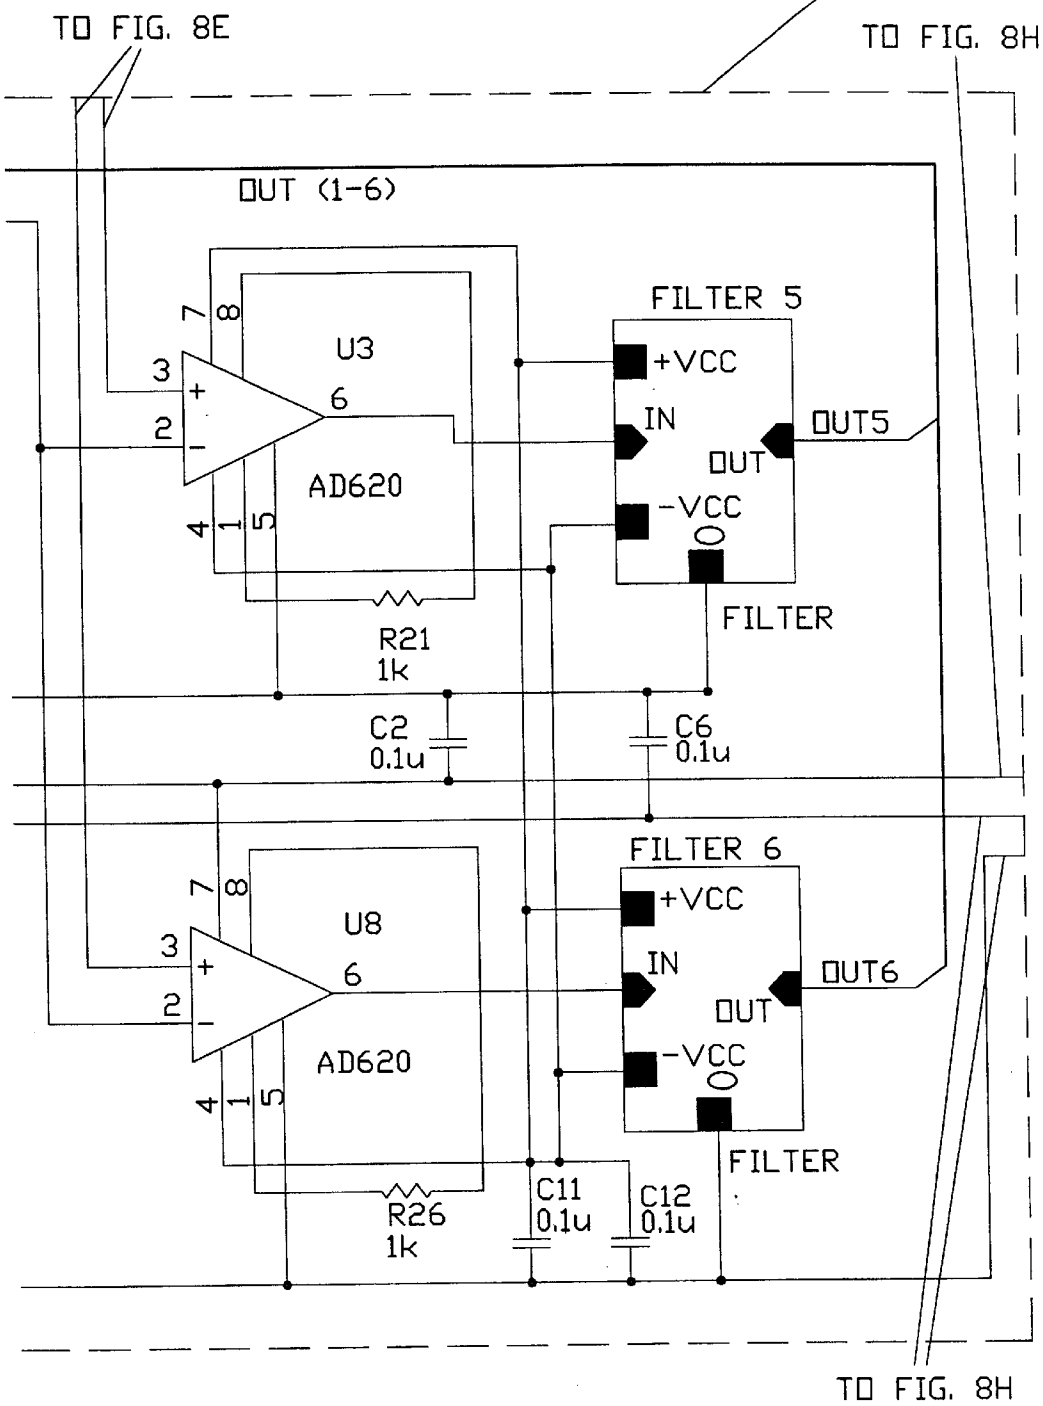 TO FIG. 8E
TO FIG. 8H
OUT (1-6)
FILTER 5
7
8
U3
+VCC
3
+
6
IN
OUT5
2
-
OUT
AD620
-VCC
0
4
1
5
FILTER
R21
1k
C2
0.1u
C6
0.1u
FILTER 6
7
8
+VCC
U8
3
+
6
IN
OUT6
2
-
OUT
AD620
-VCC
0
4
1
5
FILTER
C11
0.1u
C12
0.1u
R26
1k
TO FIG. 8H